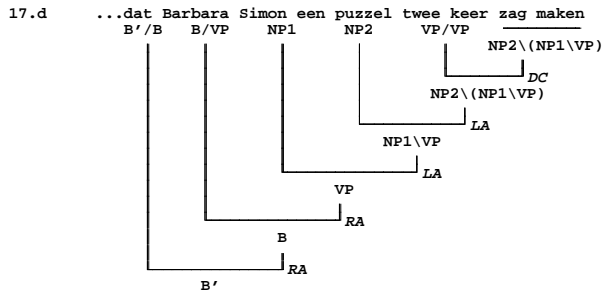 17.d ...dat Barbara Simon een puzzel twee keer zag maken
B′/B B/VP NP1 NP2 VP/VP
NP2\(NP1\VP)
DC
NP2\(NP1\VP)
LA
NP1\VP
LA
VP
RA
B
RA
B′